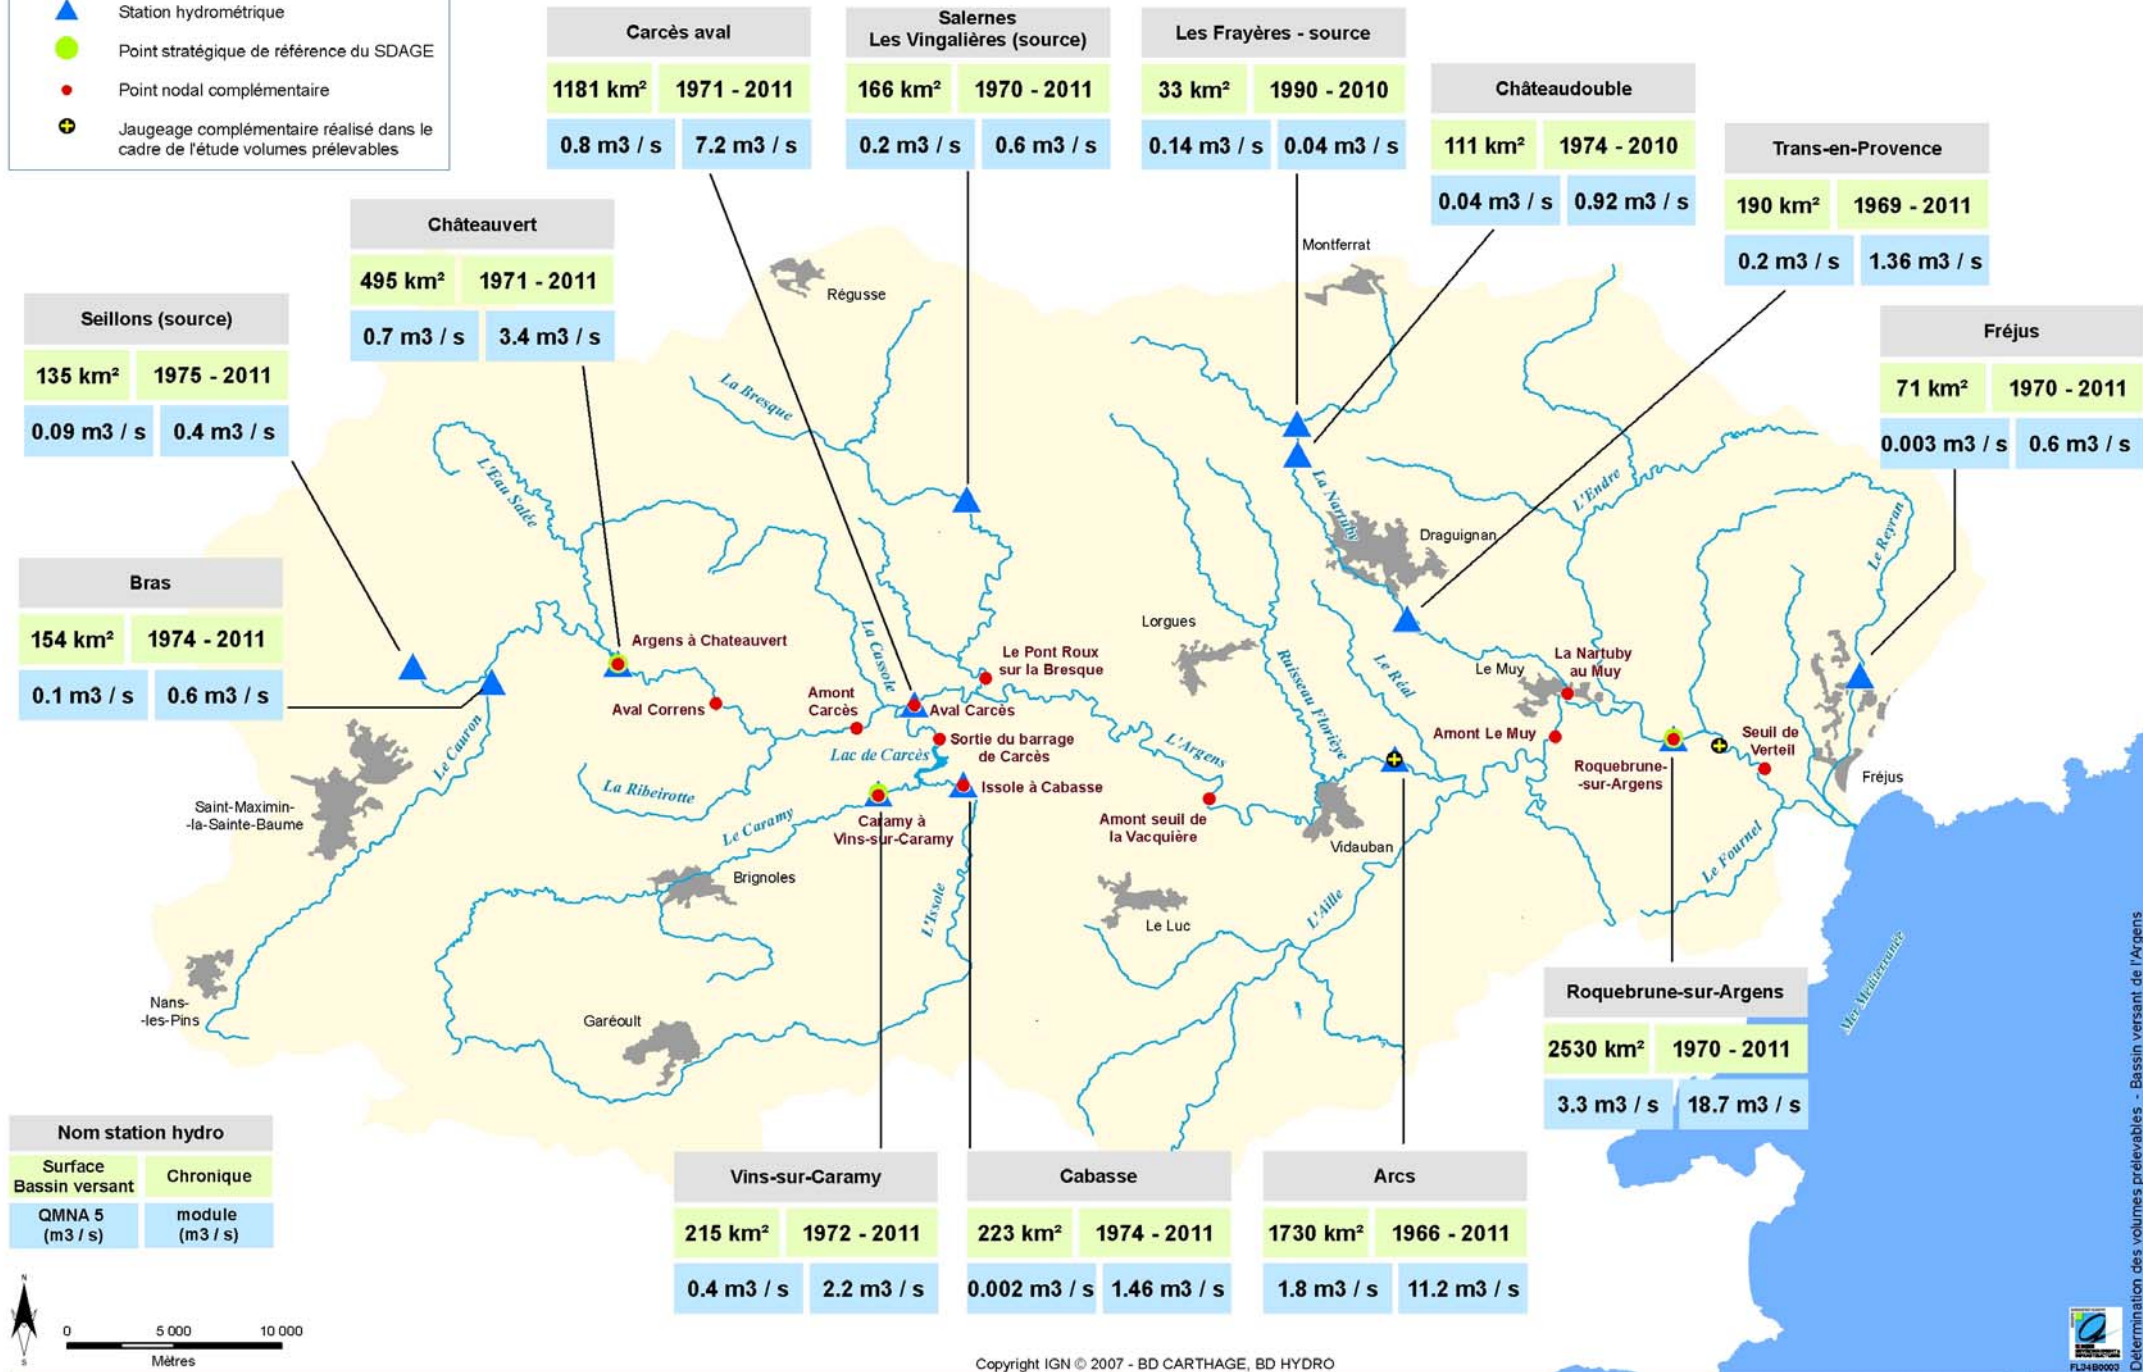 Station hydrométrique
Point stratégique de référence du SDAGE
Point nodal complémentaire
Jaugeage complémentaire réalisé dans le
cadre de l'étude volumes prélevables
Carcès aval
1181 km² 1971 - 2011
0.8 m3 / s 7.2 m3 / s
Salernes
Les Vingalières (source)
166 km² 1970 - 2011
0.2 m3 / s 0.6 m3 / s
Les Frayères - source
33 km² 1990 - 2010
0.14 m3 / s 0.04 m3 / s
Châteaudouble
111 km² 1974 - 2010
0.04 m3 / s 0.92 m3 / s
Trans-en-Provence
190 km² 1969 - 2011
0.2 m3 / s 1.36 m3 / s
Châteauvert
495 km² 1971 - 2011
0.7 m3 / s 3.4 m3 / s
Seillons (source)
135 km² 1975 - 2011
0.09 m3 / s 0.4 m3 / s
Fréjus
71 km² 1970 - 2011
0.003 m3 / s 0.6 m3 / s
Bras
154 km² 1974 - 2011
0.1 m3 / s 0.6 m3 / s
Montferrat
Régusse
La Bresque
L'Eau Salée
La Nartuby
Draguignan
L'Endre
Le Reyran
Lorgues
Argens à Chateauvert
La Cassole
Le Pont Roux
sur la Bresque
Aval Correns
Amont
Carcès
Aval Carcès
Sortie du barrage
de Carcès
Lac de Carcès
Issole à Cabasse
Ruisseau Florièye
Le Réal
Le Muy
La Nartuby
au Muy
Amont Le Muy
Roquebrune-
-sur-Argens
Seuil de
Verteil
Fréjus
Le Cauron
La Ribeirotte
Le Caramy
Caramy à
Vins-sur-Caramy
L'Argens
Amont seuil de
la Vacquière
Vidauban
Le Fournel
Saint-Maximin-
-la-Sainte-Baume
Brignoles
L'Issole
Le Luc
L'Aille
Nans-
-les-Pins
Garéoult
Mer Mediterranée
Roquebrune-sur-Argens
2530 km² 1970 - 2011
3.3 m3 / s 18.7 m3 / s
Nom station hydro
Surface
Bassin versant
Chronique
QMNA 5
(m3 / s)
module
(m3 / s)
Vins-sur-Caramy
215 km² 1972 - 2011
0.4 m3 / s 2.2 m3 / s
Cabasse
223 km² 1974 - 2011
0.002 m3 / s 1.46 m3 / s
Arcs
1730 km² 1966 - 2011
1.8 m3 / s 11.2 m3 / s
N
S
0 5 000 10 000
Mètres
Copyright IGN © 2007 - BD CARTHAGE, BD HYDRO
Détermination des volumes prélevables - Bassin versant de l'Argens
FL34B0003